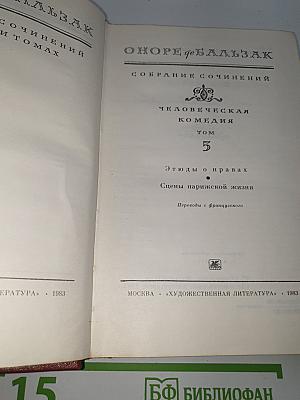 БАЛЬЗАК
СОЧИНЕНИЙ
И ТОМАХ
ЕРАТУРА» · 1983
ОНОРЕ де БАЛЬЗАК
СОБРАНИЕ СОЧИНЕНИЙ
ЧЕЛОВЕЧЕСКАЯ
КОМЕДИЯ
ТОМ
5
Этюды о нравах
Сцены парижской жизни
Переводы с французского
МОСКВА · «ХУДОЖЕСТВЕННАЯ ЛИТЕРАТУРА» · 1983
15
БФ БИБЛИОФАН